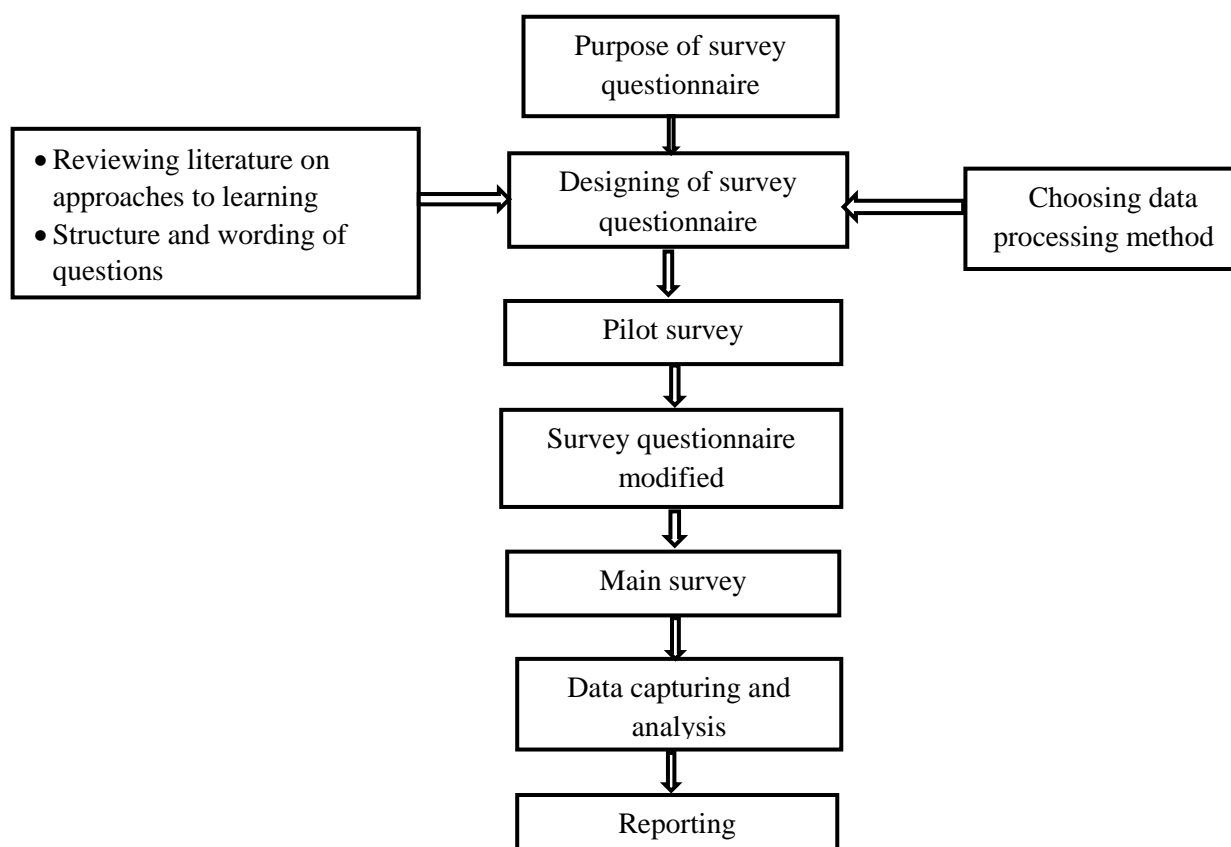 Purpose of survey
questionnaire
• Reviewing literature on
approaches to learning
• Structure and wording of
questions
Designing of survey
questionnaire
Choosing data
processing method
Pilot survey
Survey questionnaire
modified
Main survey
Data capturing and
analysis
Reporting